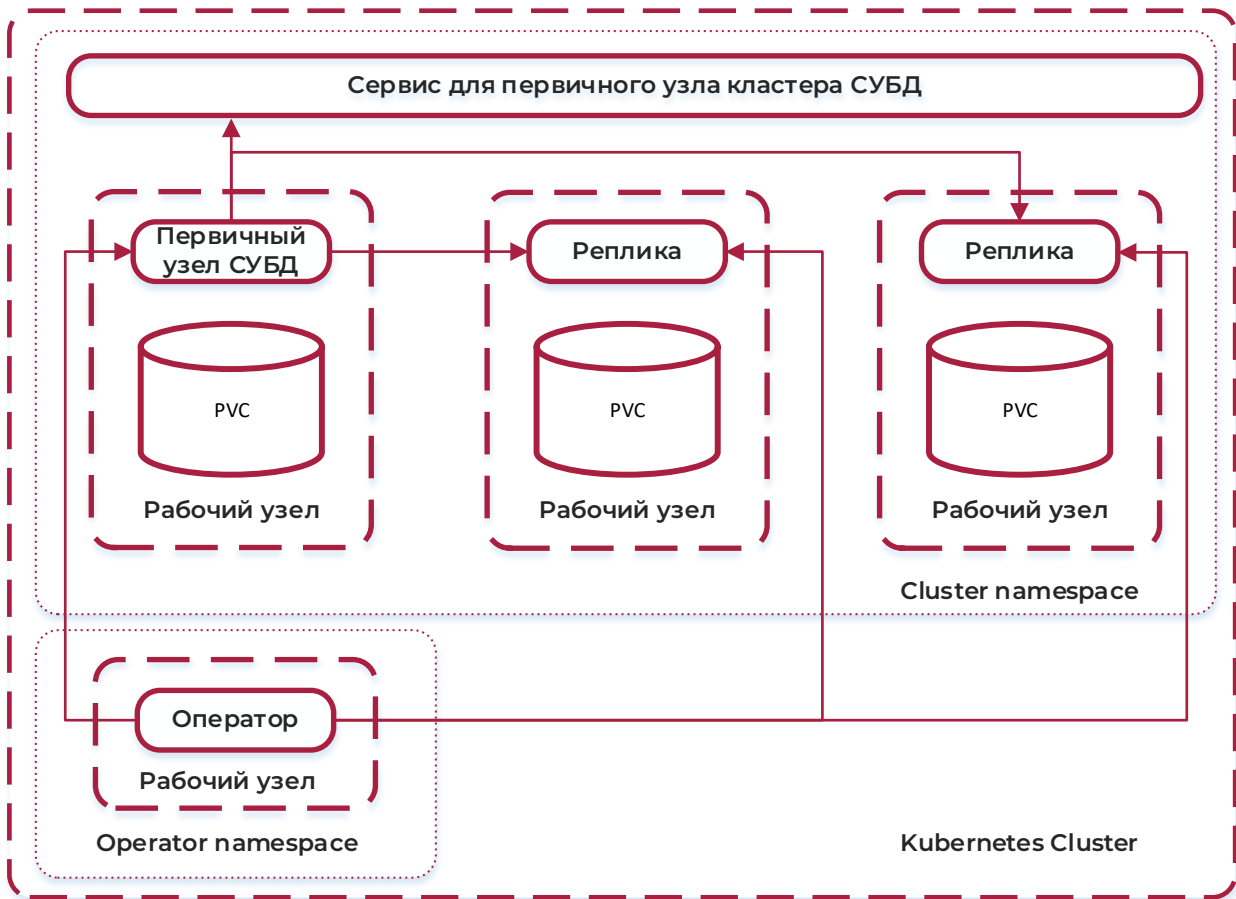 Сервис для первичного узла кластера СУБД
Первичный
узел СУБД
Реплика
Реплика
PVC
PVC
PVC
Рабочий узел
Рабочий узел
Рабочий узел
Cluster namespace
Оператор
Рабочий узел
Operator namespace
Kubernetes Cluster